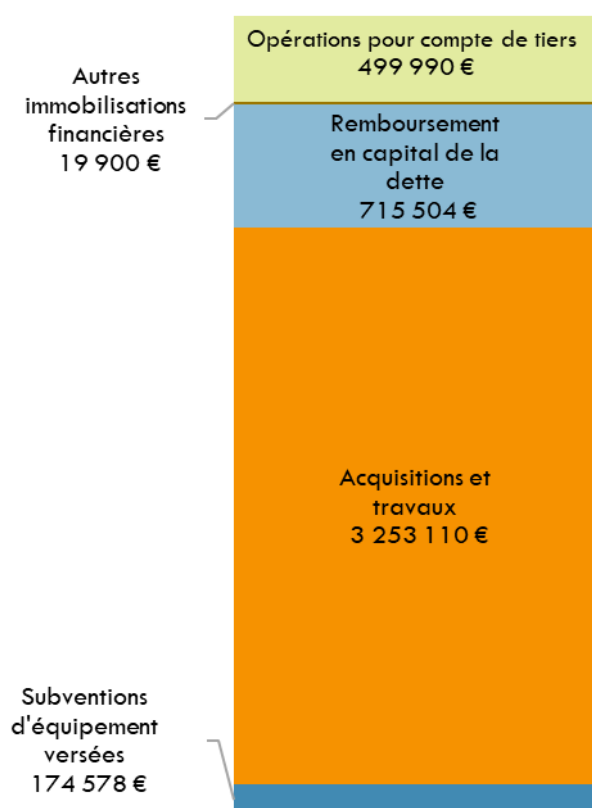 Opérations pour compte de tiers
499 990 €
Autres
immobilisations
financières
19 900 €
Remboursement
en capital de la
dette
715 504 €
Acquisitions et
travaux
3 253 110 €
Subventions
d'équipement
versées
174 578 €